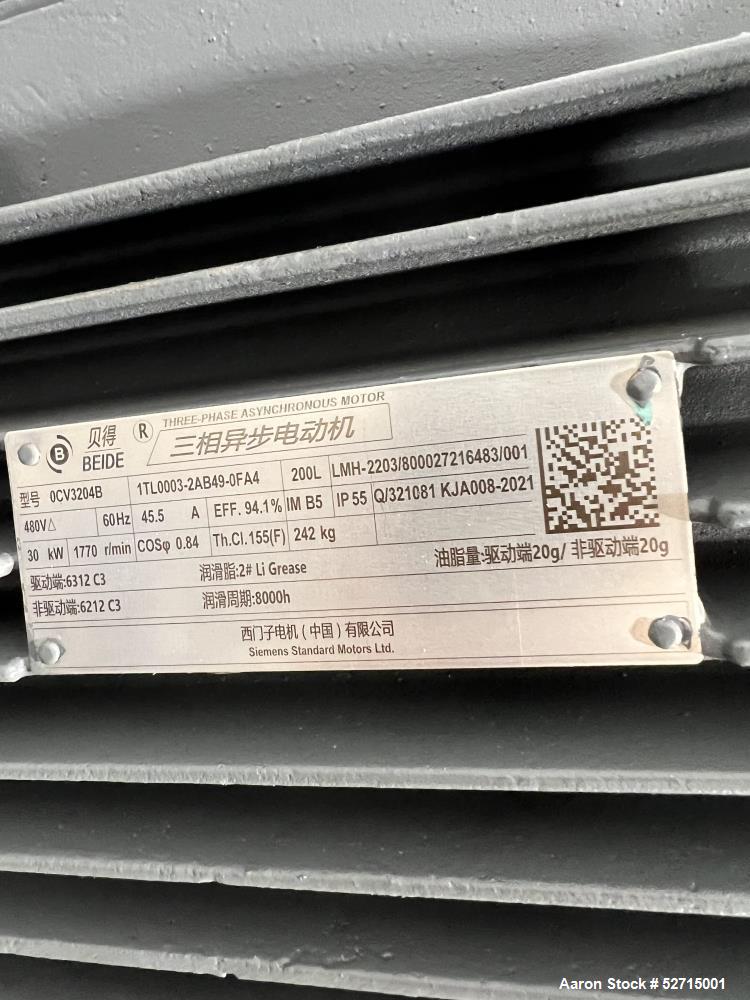 贝得 ® THREE-PHASE ASYNCHRONOUS MOTOR
B BEIDE 三相异步电动机
型号 0CV3204B 1TL0003-2AB49-0FA4 200L LMH-2203/800027216483/001
480V△ 60Hz 45.5 A EFF. 94.1% IM B5 IP 55 Q/321081 KJA008-2021
30 kW 1770 r/min COSφ 0.84 Th.Cl.155(F) 242 kg
驱动端:6312 C3 润滑脂:2# Li Grease 油脂量:驱动端20g/ 非驱动端20g
非驱动端:6212 C3 润滑周期:8000h
西门子电机（中国）有限公司
Siemens Standard Motors Ltd.
Aaron Stock # 52715001